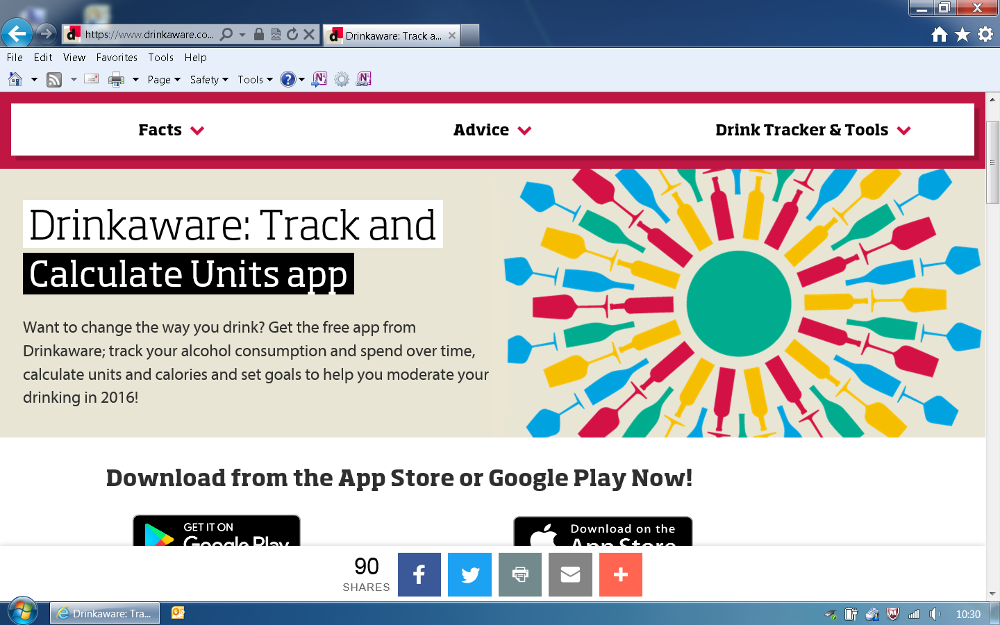 https://www.drinkaware.co...
Drinkaware: Track a...
File Edit View Favorites Tools Help
Page Safety Tools
Facts
Advice
Drink Tracker & Tools
Drinkaware: Track and
Calculate Units app
Want to change the way you drink? Get the free app from
Drinkaware; track your alcohol consumption and spend over time,
calculate units and calories and set goals to help you moderate your
drinking in 2016!
Download from the App Store or Google Play Now!
GET IT ON
Google Play
Download on the
App Store
90
SHARES
Drinkaware: Tra...
10:30